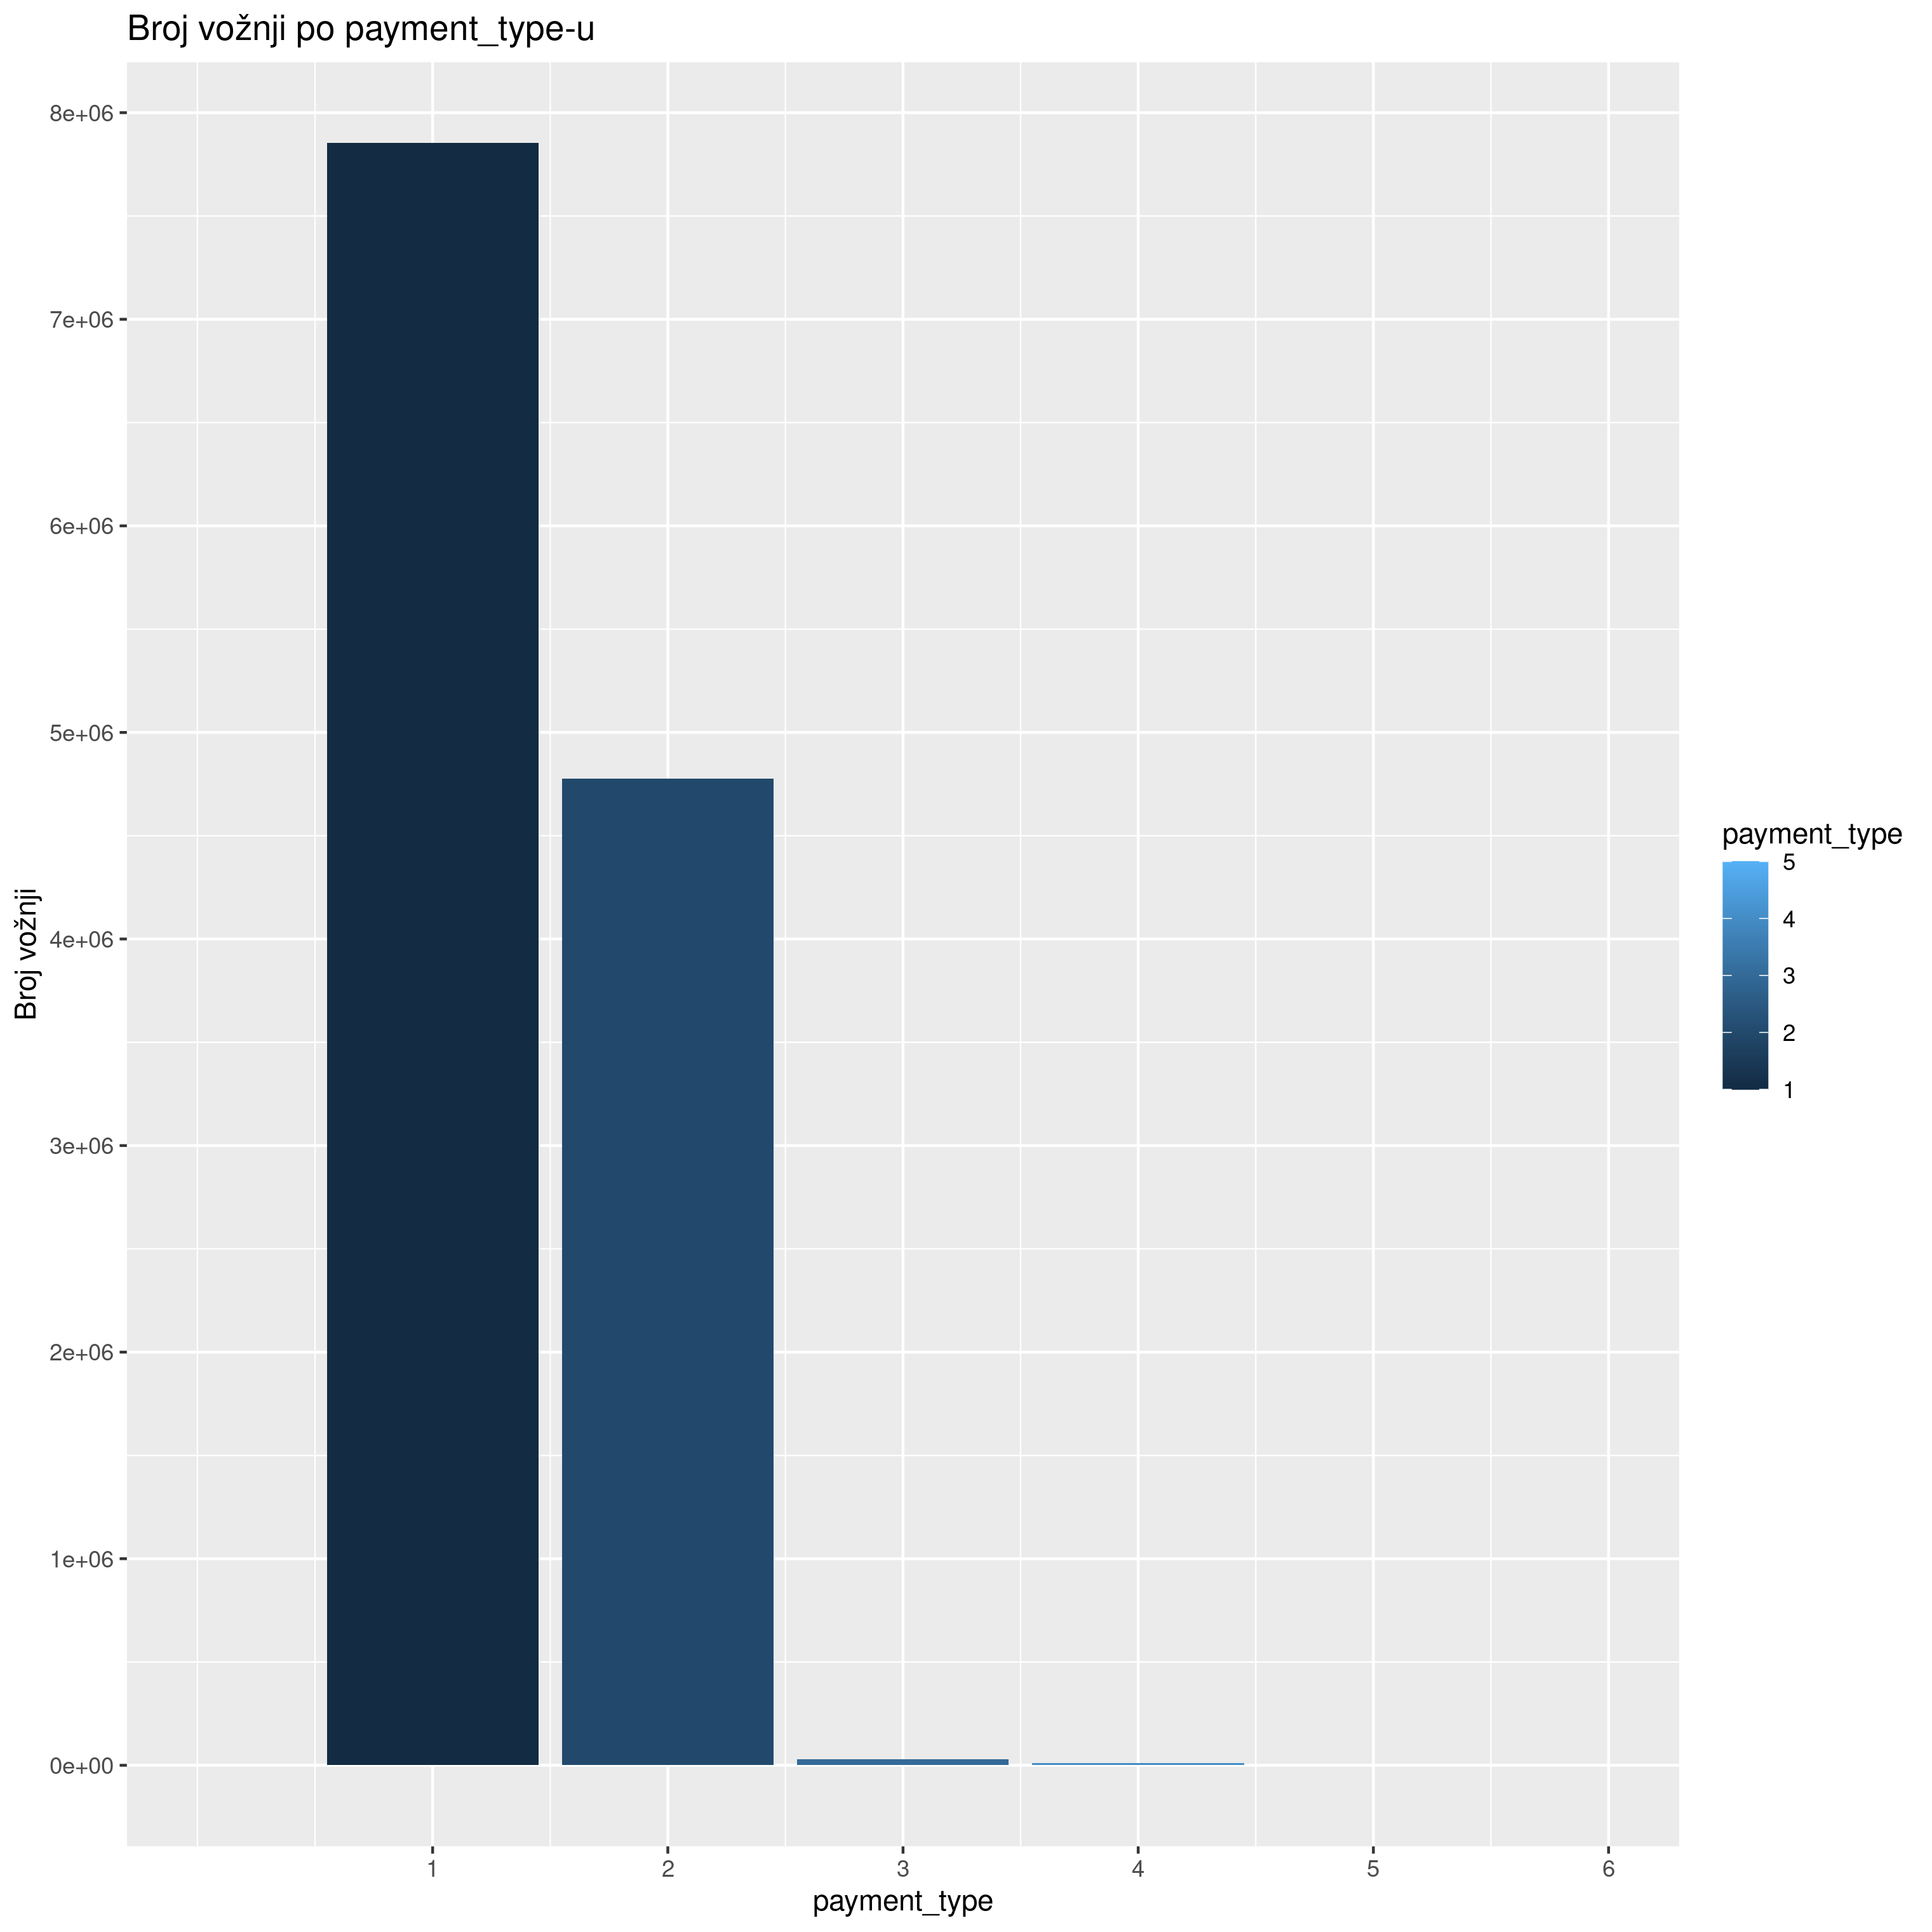 Broj vožnji po payment_type-u
8e+06
7e+06
6e+06
5e+06
4e+06
3e+06
2e+06
1e+06
0e+00
Broj vožnji
1 2 3 4 5 6
payment_type
payment_type
5
4
3
2
1